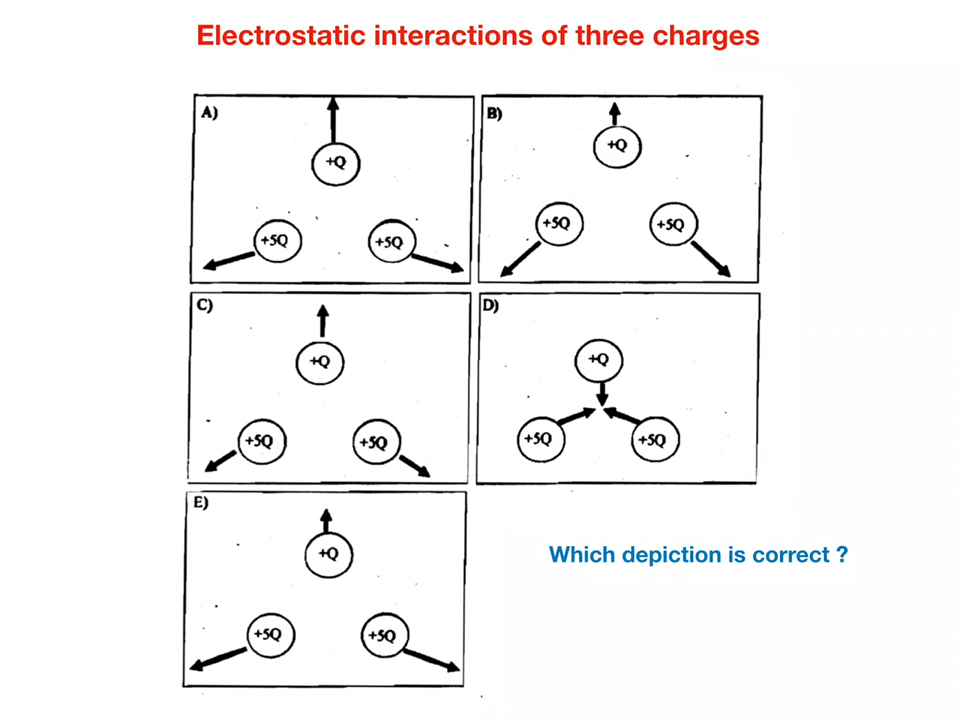 Electrostatic interactions of three charges
A)
+Q
+5Q
+5Q
B)
+Q
+5Q
+5Q
C)
+Q
+5Q
+5Q
D)
+Q
+5Q
+5Q
E)
+Q
+5Q
+5Q
Which depiction is correct ?